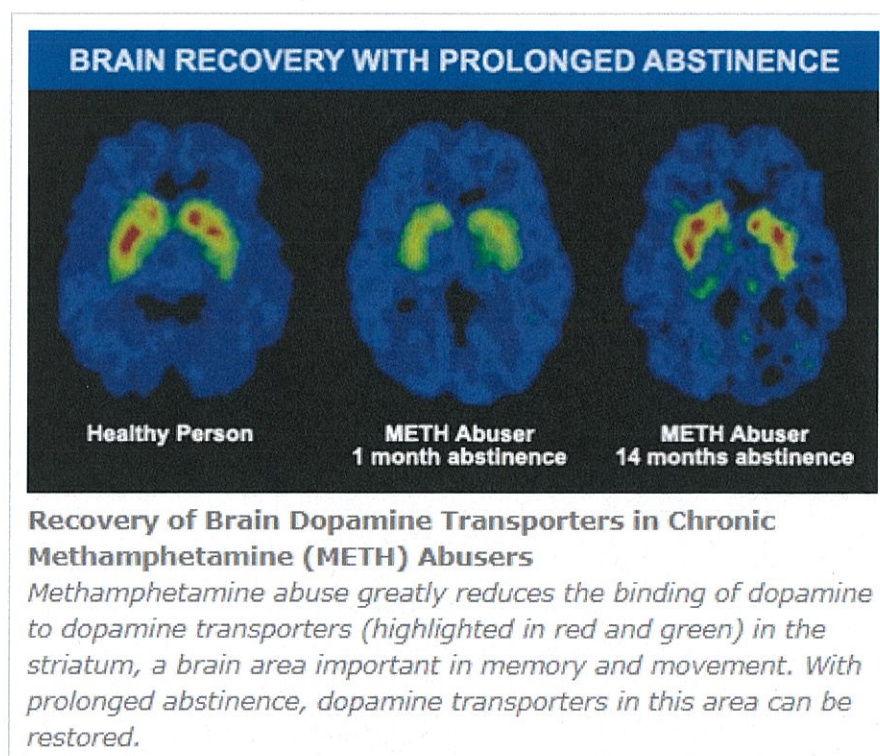 BRAIN RECOVERY WITH PROLONGED ABSTINENCE
Healthy Person
METH Abuser
1 month abstinence
METH Abuser
14 months abstinence
Recovery of Brain Dopamine Transporters in Chronic
Methamphetamine (METH) Abusers
Methamphetamine abuse greatly reduces the binding of dopamine
to dopamine transporters (highlighted in red and green) in the
striatum, a brain area important in memory and movement. With
prolonged abstinence, dopamine transporters in this area can be
restored.